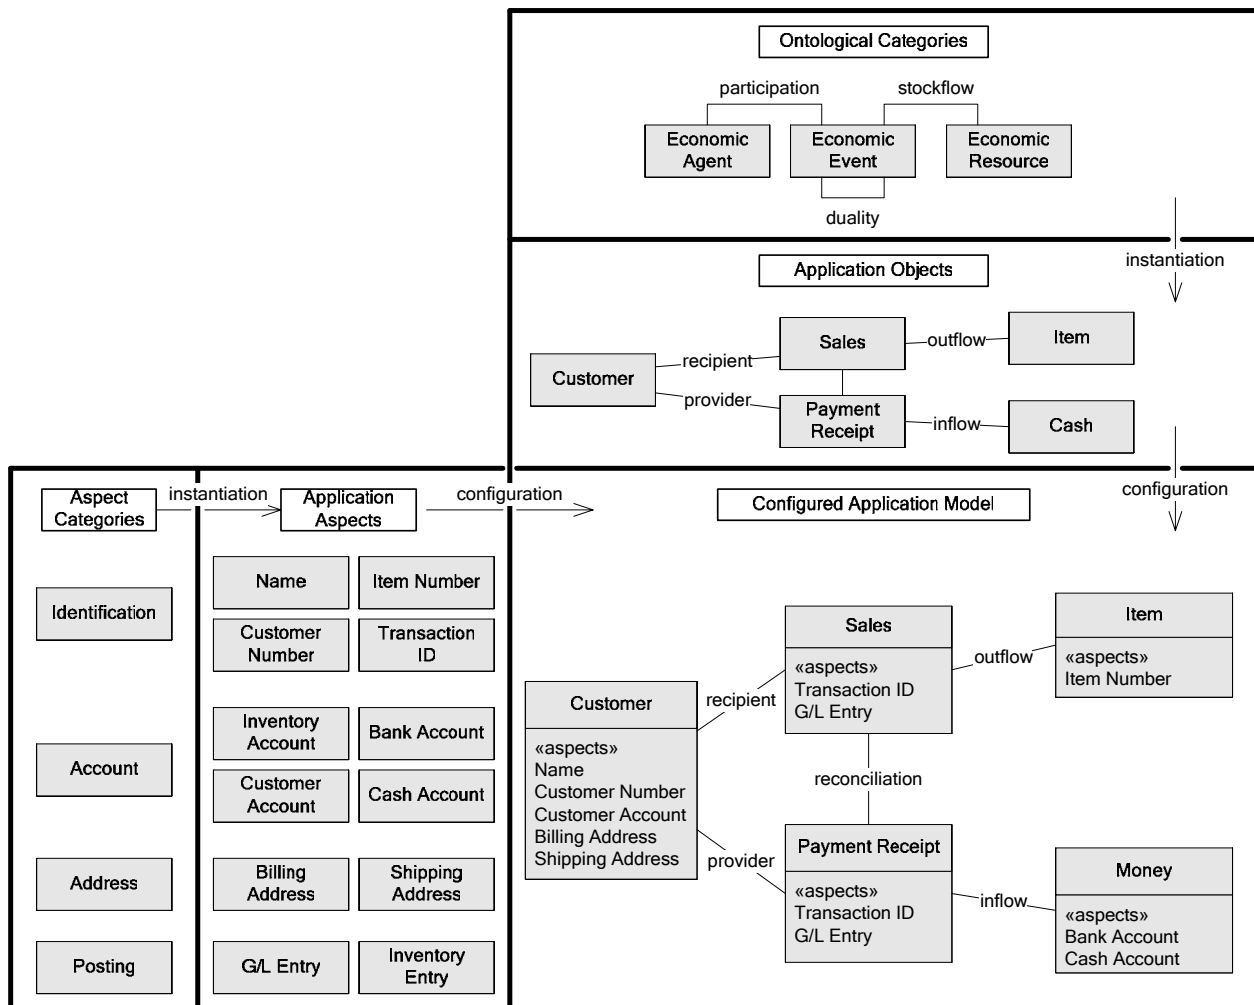 Ontological Categories
participation
stockflow
Economic
Agent
Economic
Event
Economic
Resource
duality
instantiation
Application Objects
Customer
recipient
provider
Sales
Payment
Receipt
outflow
inflow
Item
Cash
configuration
Aspect
Categories
instantiation
Application
Aspects
configuration
Configured Application Model
Identification
Name
Item Number
Customer
Number
Transaction
ID
Account
Inventory
Account
Bank Account
Customer
Account
Cash Account
Address
Billing
Address
Shipping
Address
Posting
G/L Entry
Inventory
Entry
Customer
«aspects»
Name
Customer Number
Customer Account
Billing Address
Shipping Address
recipient
provider
Sales
«aspects»
Transaction ID
G/L Entry
reconciliation
Payment Receipt
«aspects»
Transaction ID
G/L Entry
outflow
Item
«aspects»
Item Number
inflow
Money
«aspects»
Bank Account
Cash Account